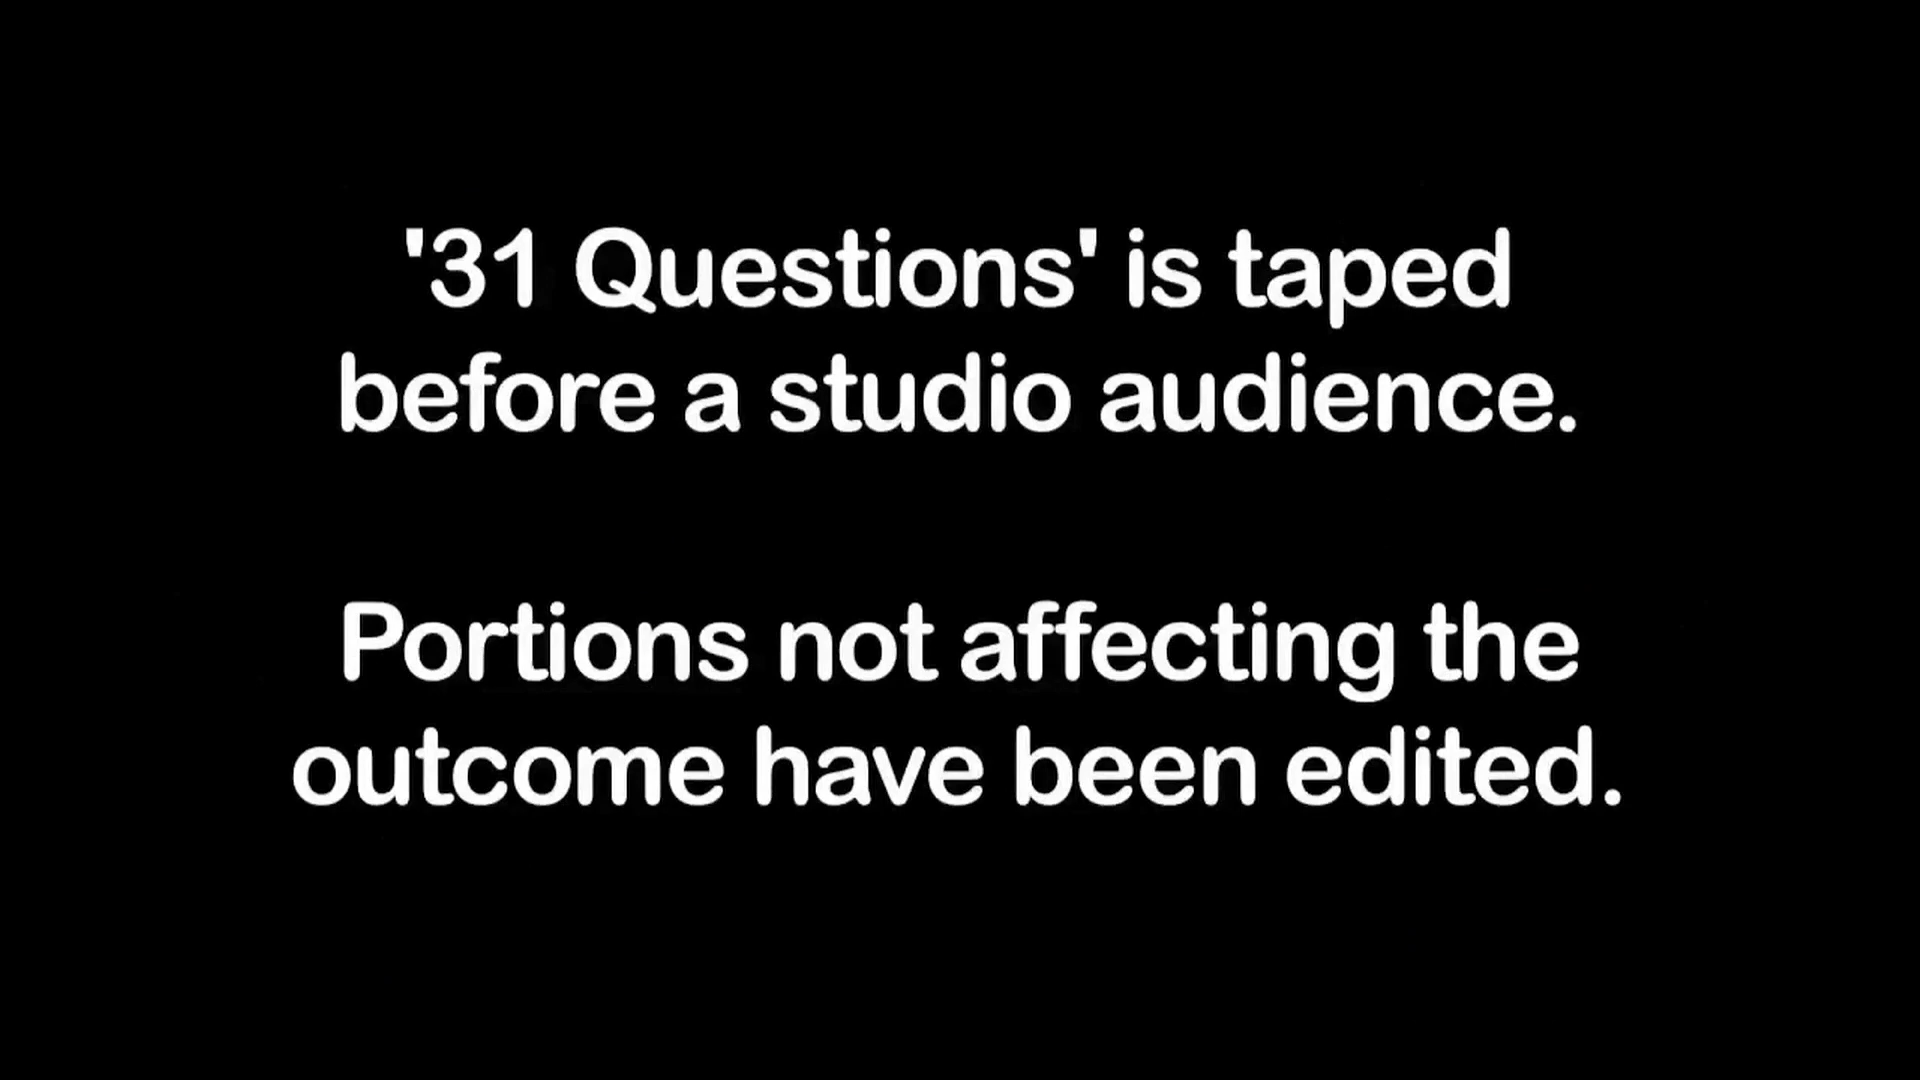 '31 Questions' is taped
before a studio audience.
Portions not affecting the
outcome have been edited.